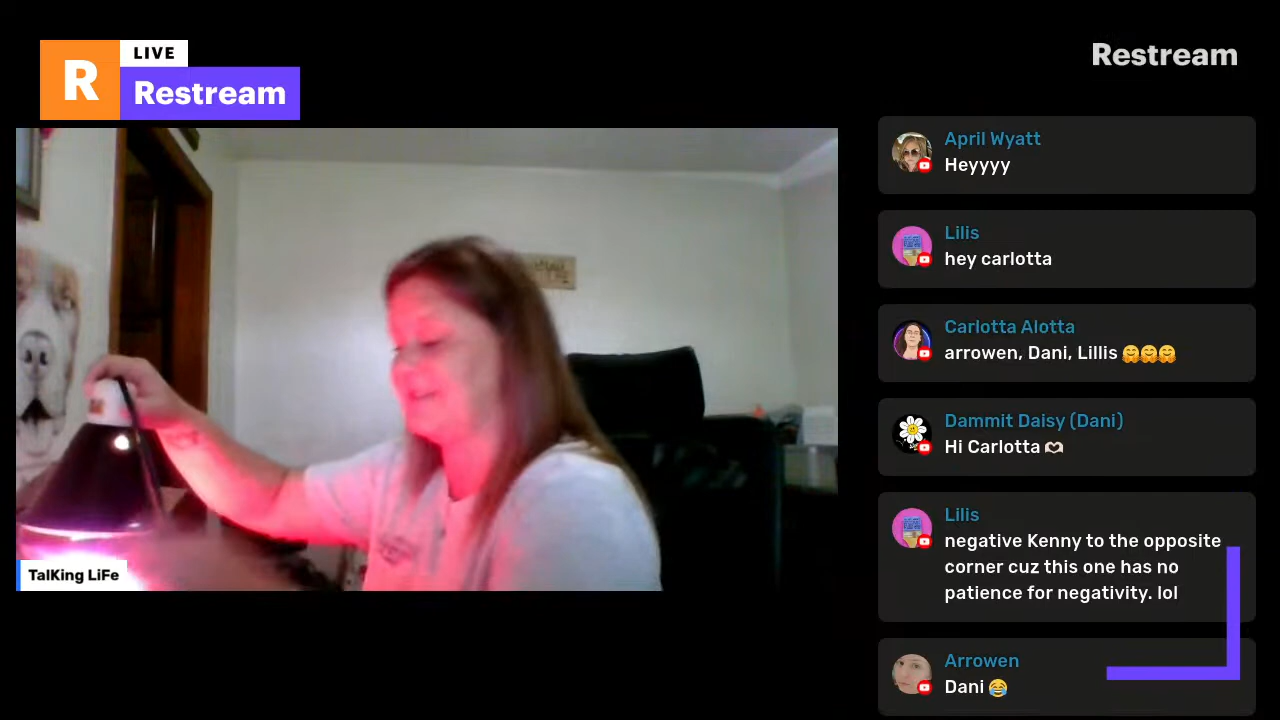 R
LIVE
Restream
Restream
TalKing LiFe
April Wyatt
Heyyyy
Lilis
hey carlotta
Carlotta Alotta
arrowen, Dani, Lillis 🤗🤗🤗
Dammit Daisy (Dani)
Hi Carlotta 🫶🏻
Lilis
negative Kenny to the opposite
corner cuz this one has no
patience for negativity. lol
Arrowen
Dani 😂